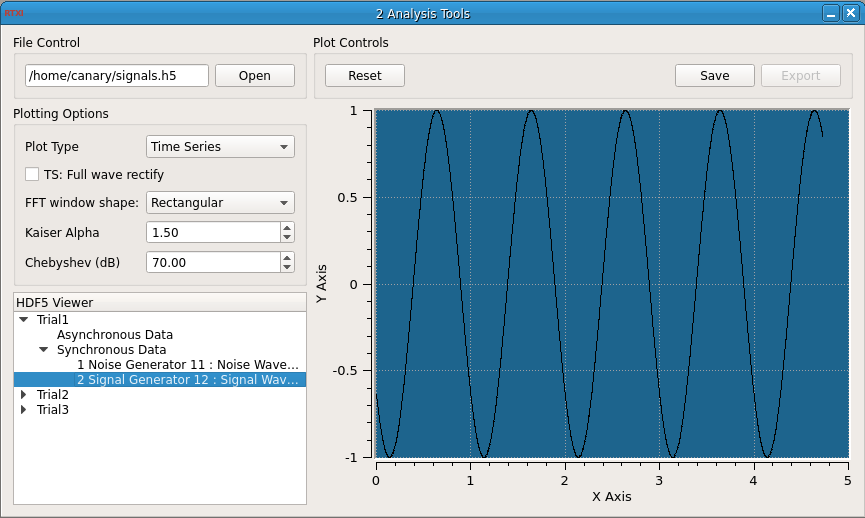 RTXI
2 Analysis Tools
File Control
Plot Controls
/home/canary/signals.h5
Open
Reset
Save
Export
Plotting Options
Plot Type
Time Series
TS: Full wave rectify
FFT window shape:
Rectangular
Kaiser Alpha
1.50
Chebyshev (dB)
70.00
HDF5 Viewer
Trial1
Asynchronous Data
Synchronous Data
1 Noise Generator 11 : Noise Wave...
2 Signal Generator 12 : Signal Wav...
Trial2
Trial3
Y Axis
1
0.5
0
-0.5
-1
0 1 2 3 4 5
X Axis